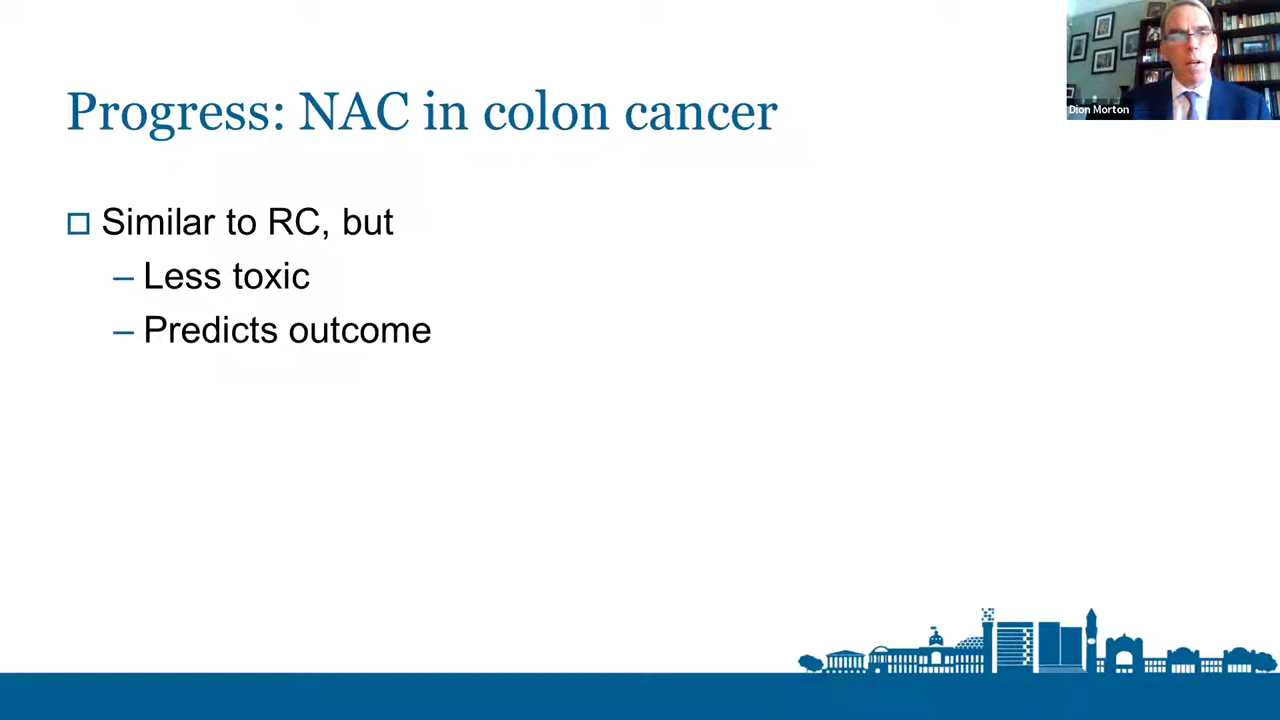 Progress: NAC in colon cancer
Similar to RC, but
– Less toxic
– Predicts outcome
Dion Morton